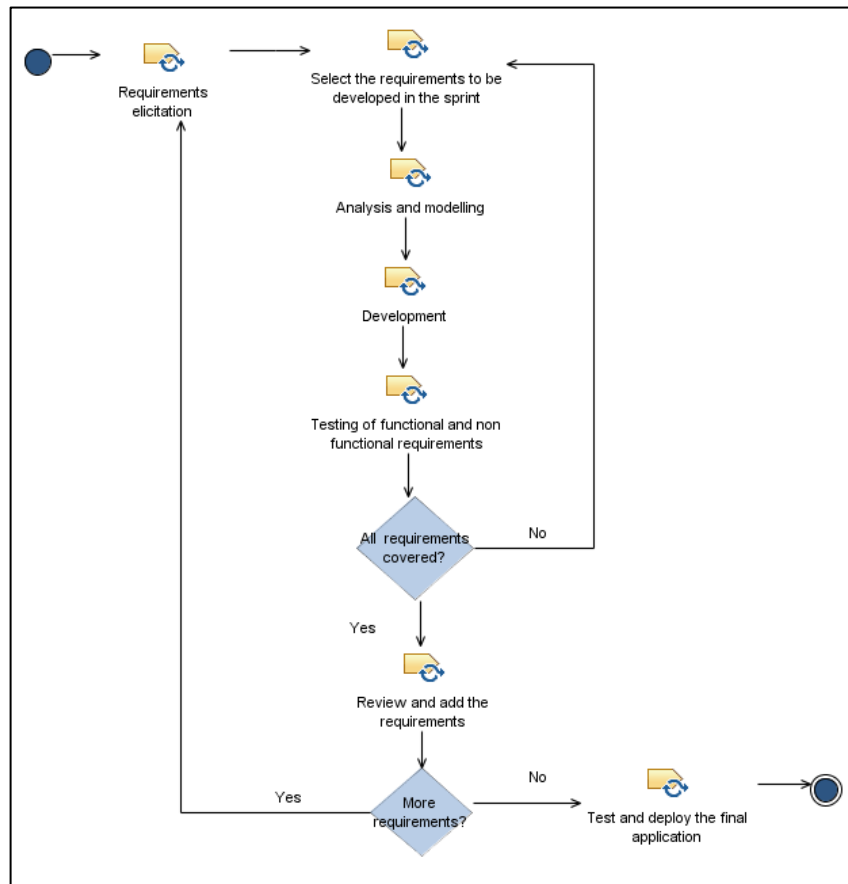 Requirements
elicitation
Select the requirements to be
developed in the sprint
Analysis and modelling
Development
Testing of functional and non
functional requirements
All requirements
covered?
No
Yes
Review and add the
requirements
More
requirements?
Yes
No
Test and deploy the final
application